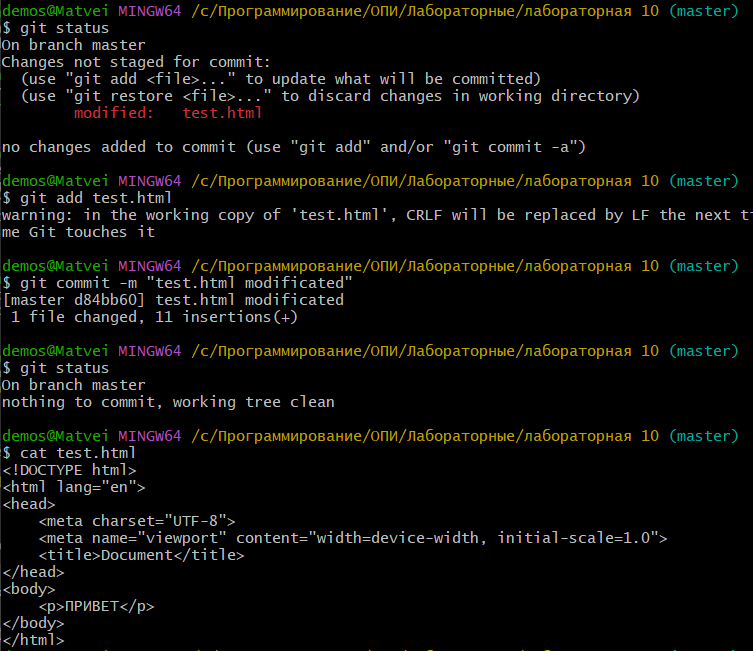 demos@Matvei MINGW64 /c/Программирование/ОПИ/Лабораторные/лабораторная 10 (master)
$ git status
On branch master
Changes not staged for commit:
  (use "git add <file>..." to update what will be committed)
  (use "git restore <file>..." to discard changes in working directory)
        modified:   test.html

no changes added to commit (use "git add" and/or "git commit -a")

demos@Matvei MINGW64 /c/Программирование/ОПИ/Лабораторные/лабораторная 10 (master)
$ git add test.html
warning: in the working copy of 'test.html', CRLF will be replaced by LF the next ti
me Git touches it

demos@Matvei MINGW64 /c/Программирование/ОПИ/Лабораторные/лабораторная 10 (master)
$ git commit -m "test.html modificated"
[master d84bb60] test.html modificated
 1 file changed, 11 insertions(+)

demos@Matvei MINGW64 /c/Программирование/ОПИ/Лабораторные/лабораторная 10 (master)
$ git status
On branch master
nothing to commit, working tree clean

demos@Matvei MINGW64 /c/Программирование/ОПИ/Лабораторные/лабораторная 10 (master)
$ cat test.html
<!DOCTYPE html>
<html lang="en">
<head>
    <meta charset="UTF-8">
    <meta name="viewport" content="width=device-width, initial-scale=1.0">
    <title>Document</title>
</head>
<body>
    <p>ПРИВЕТ</p>
</body>
</html>